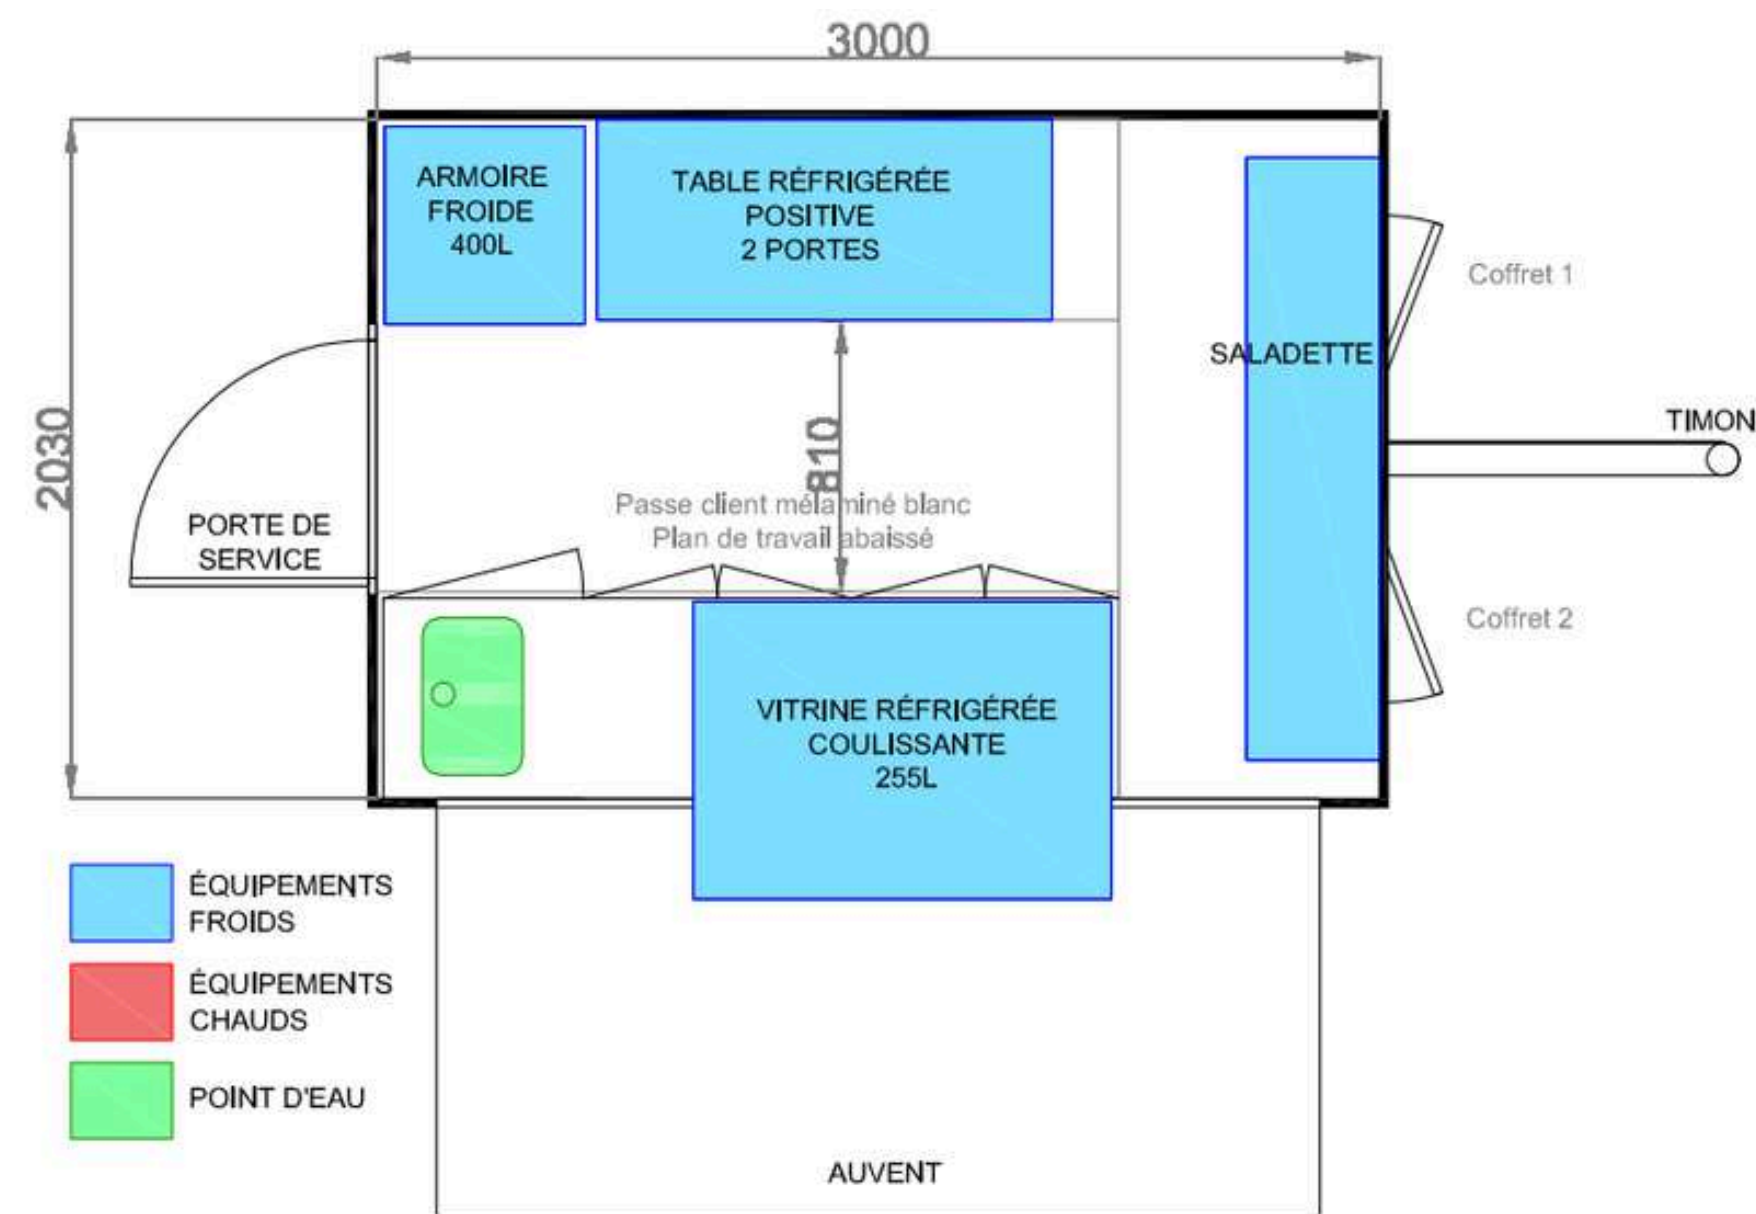 3000
ARMOIRE
FROIDE
400L
TABLE RÉFRIGÉRÉE
POSITIVE
2 PORTES
Coffret 1
SALADETTE
TIMON
2030
810
Passe client mélaminé blanc
Plan de travail abaissé
PORTE DE
SERVICE
Coffret 2
VITRINE RÉFRIGÉRÉE
COULISSANTE
255L
ÉQUIPEMENTS
FROIDS
ÉQUIPEMENTS
CHAUDS
POINT D'EAU
AUVENT